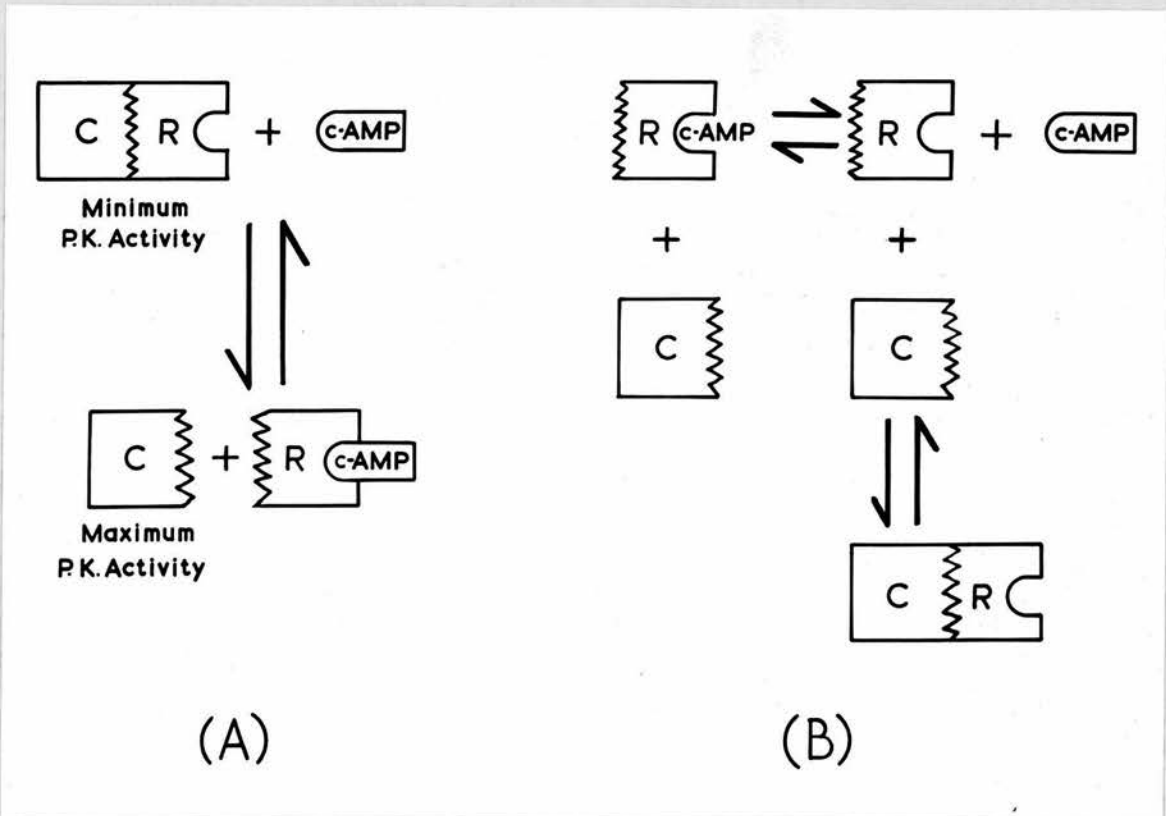 C R + c-AMP
Minimum
P.K. Activity
C + R c-AMP
Maximum
P.K. Activity
(A)
R c-AMP R + c-AMP
+ +
C C
C R
(B)